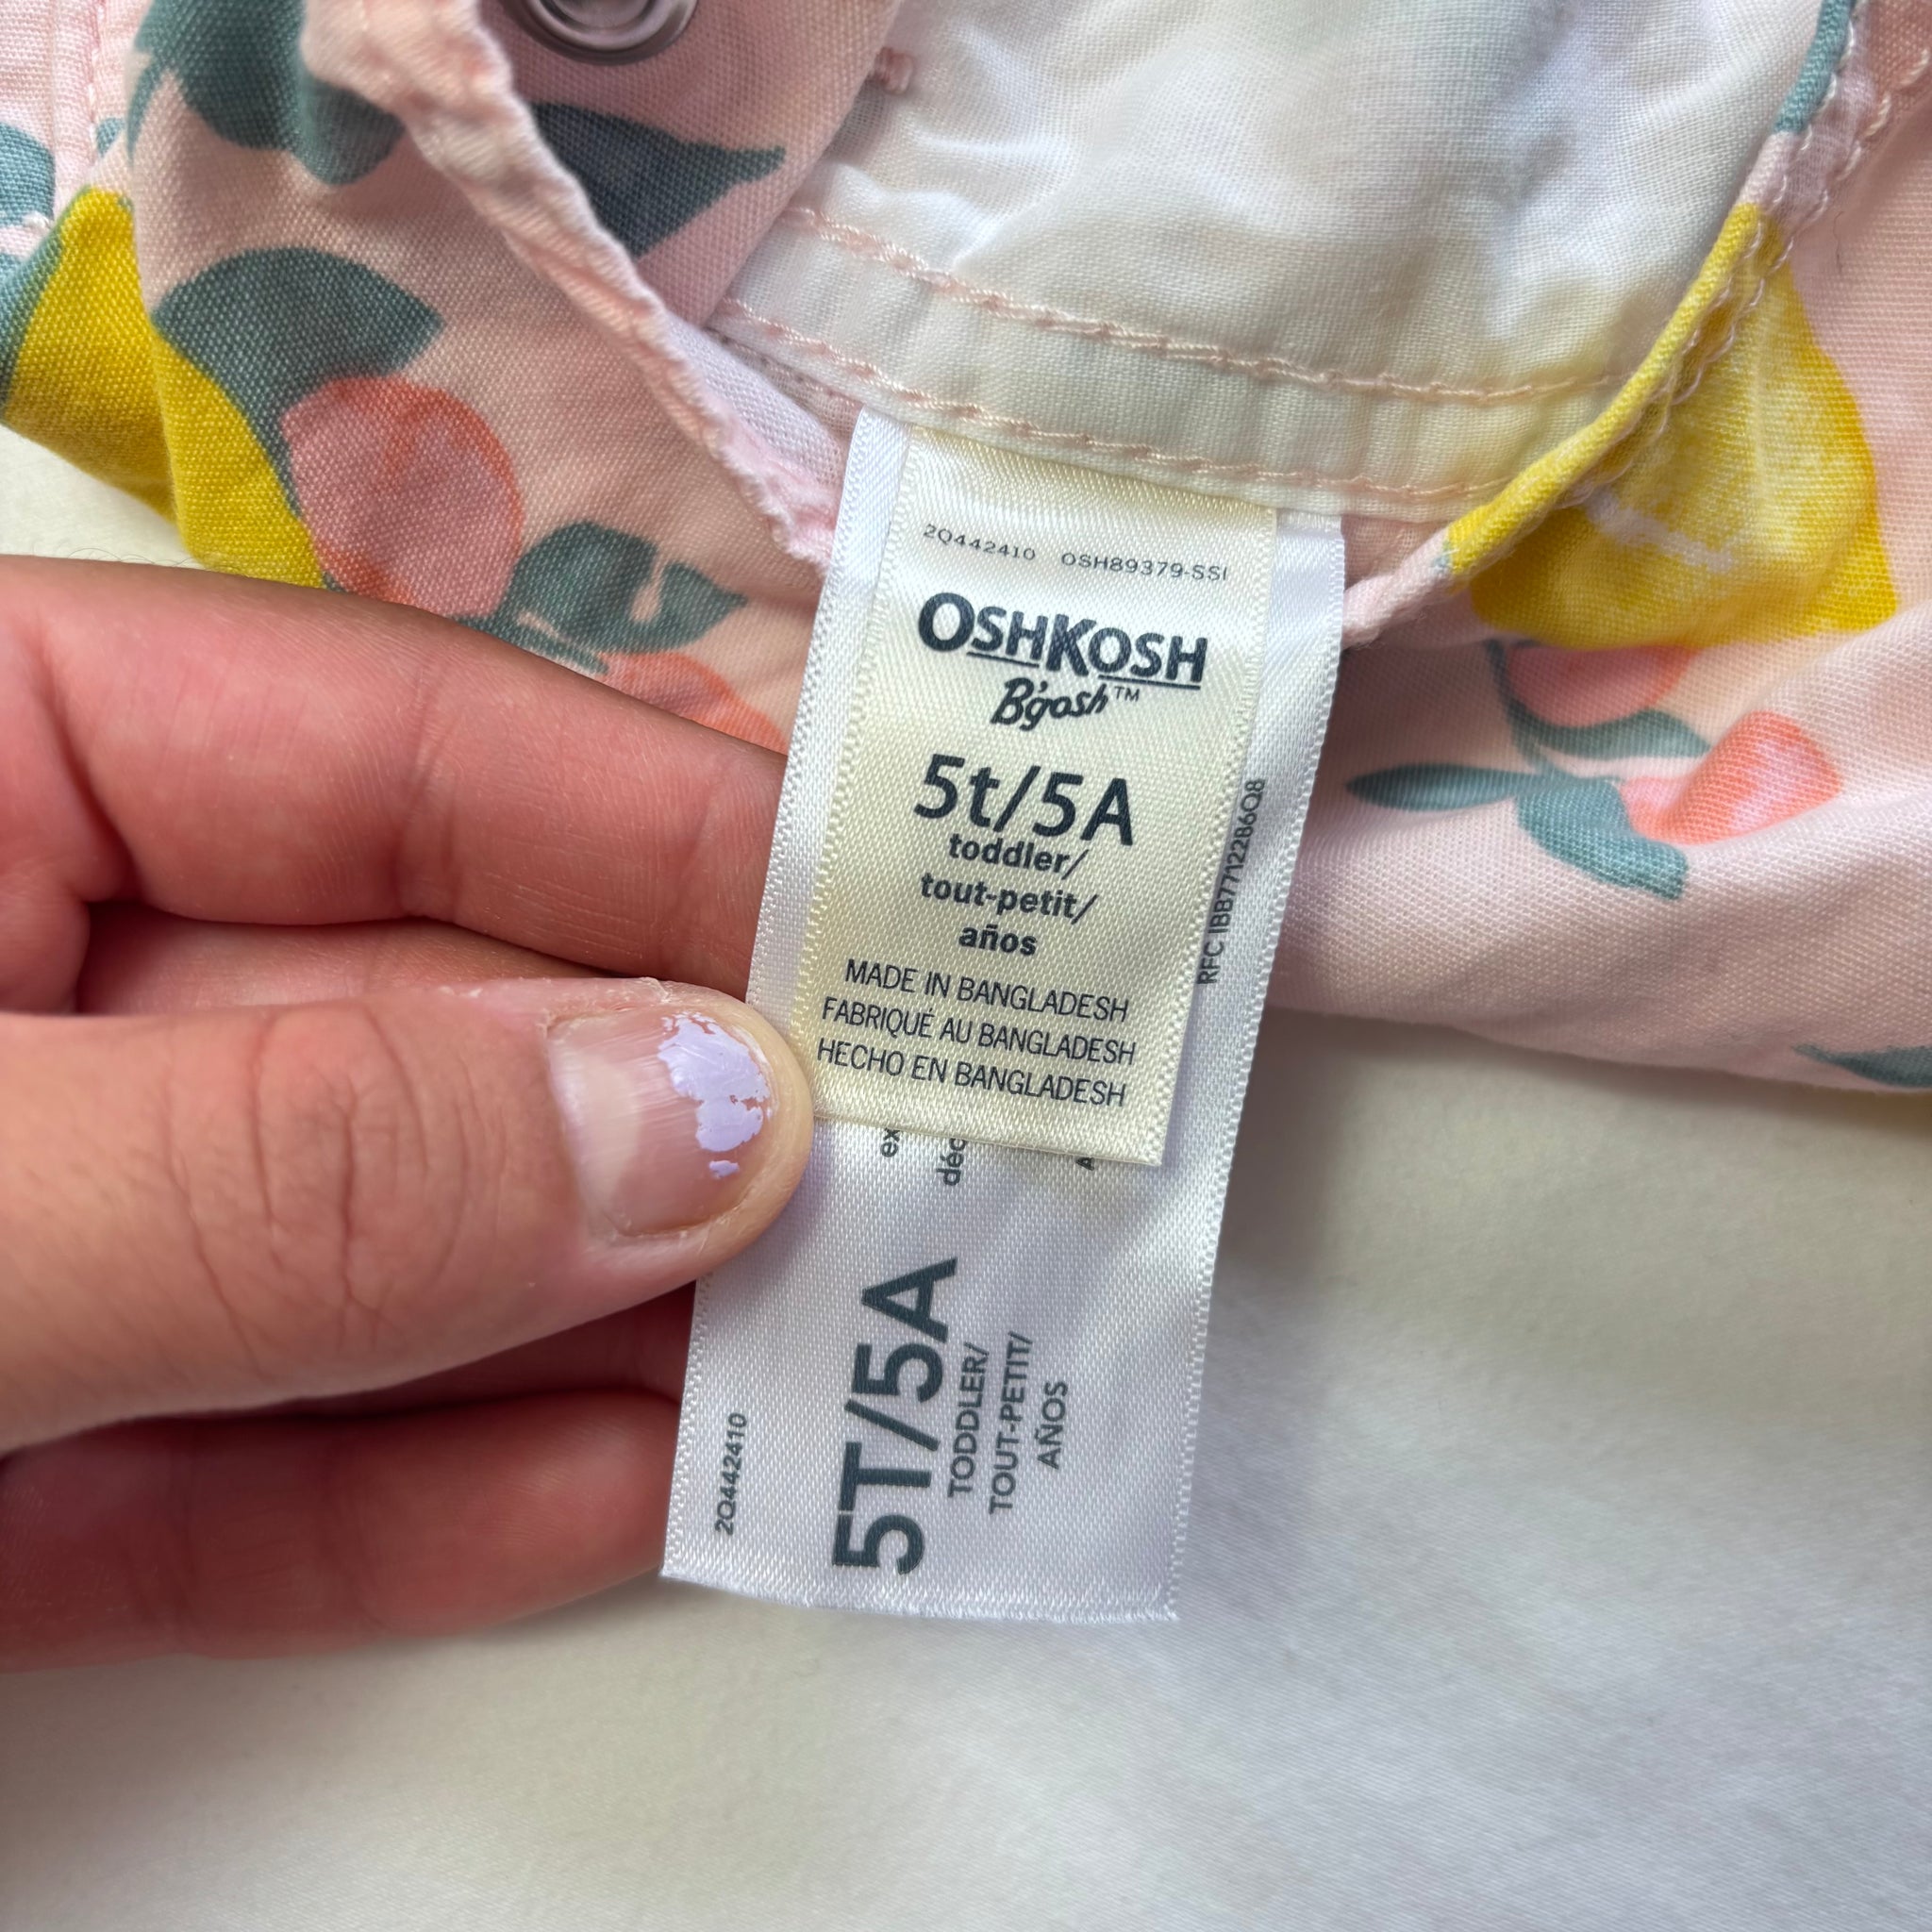 2Q442410 OSH89379-SSI
OSHKOSH
B'gosh™
5t/5A
toddler/
tout-petit/
años
MADE IN BANGLADESH
FABRIQUE AU BANGLADESH
HECHO EN BANGLADESH
RFC 1BB77122B6Q8
2Q442410
5T/5A
TODDLER/
TOUT-PETIT/
AÑOS